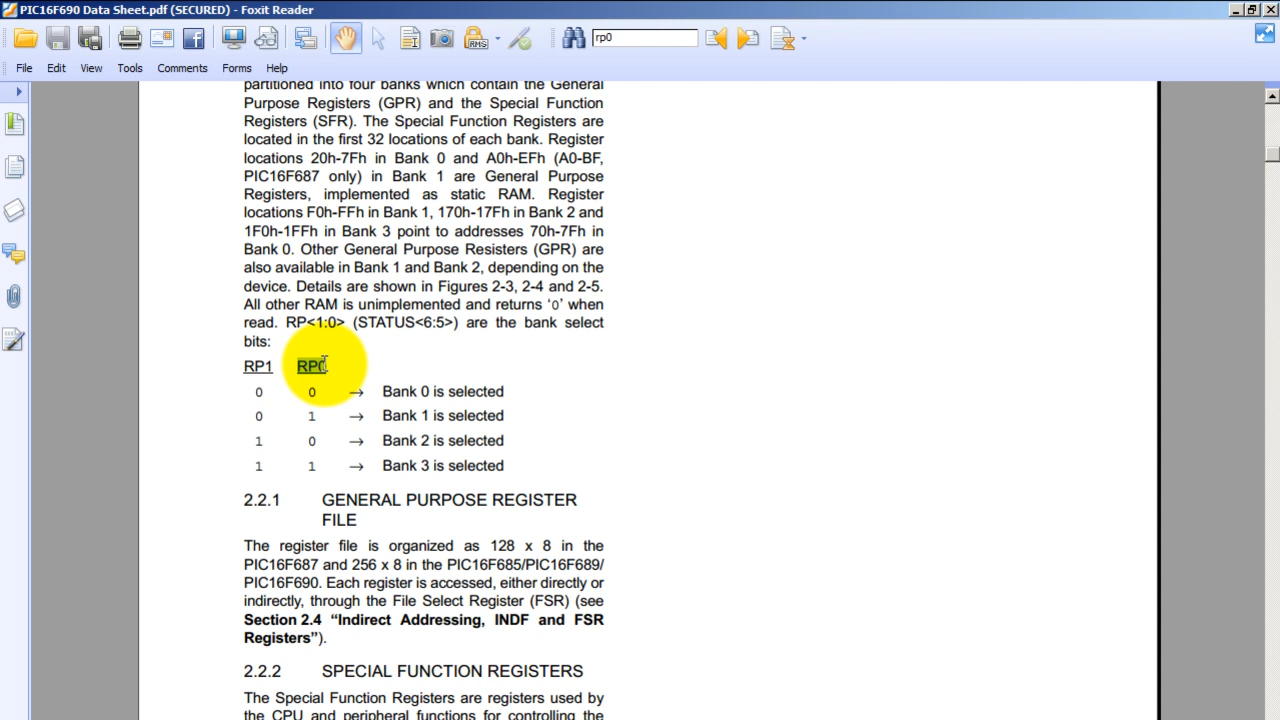 PIC16F690 Data Sheet.pdf (SECURED) - Foxit Reader
RMS
rp0
File Edit View Tools Comments Forms Help
partitioned into four banks which contain the General
Purpose Registers (GPR) and the Special Function
Registers (SFR). The Special Function Registers are
located in the first 32 locations of each bank. Register
locations 20h-7Fh in Bank 0 and A0h-EFh (A0-BF,
PIC16F687 only) in Bank 1 are General Purpose
Registers, implemented as static RAM. Register
locations F0h-FFh in Bank 1, 170h-17Fh in Bank 2 and
1F0h-1FFh in Bank 3 point to addresses 70h-7Fh in
Bank 0. Other General Purpose Resisters (GPR) are
also available in Bank 1 and Bank 2, depending on the
device. Details are shown in Figures 2-3, 2-4 and 2-5.
All other RAM is unimplemented and returns ‘0’ when
read. RP<1:0> (STATUS<6:5>) are the bank select
bits:
RP1 RP0
0 0 → Bank 0 is selected
0 1 → Bank 1 is selected
1 0 → Bank 2 is selected
1 1 → Bank 3 is selected
2.2.1 GENERAL PURPOSE REGISTER
FILE
The register file is organized as 128 x 8 in the
PIC16F687 and 256 x 8 in the PIC16F685/PIC16F689/
PIC16F690. Each register is accessed, either directly or
indirectly, through the File Select Register (FSR) (see
Section 2.4 “Indirect Addressing, INDF and FSR
Registers”).
2.2.2 SPECIAL FUNCTION REGISTERS
The Special Function Registers are registers used by
the CPU and peripheral functions for controlling the